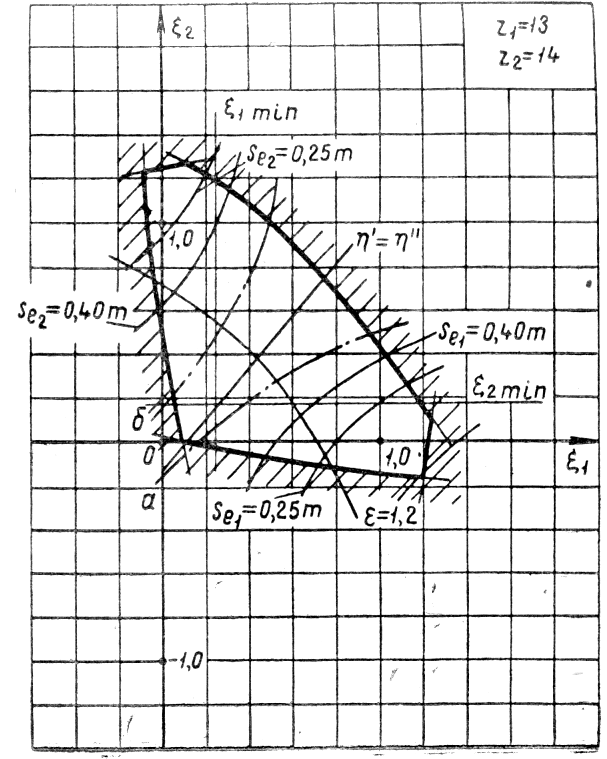 z₁=13
z₂=14
ξ₂
ξ₁ min
Se₂=0,25m
1,0
η'=η"
Se₂=0,40m
Se₁=0,40m
ξ₂ min
б
0
1,0
ξ₁
а
Se₁=0,25m
ε=1,2
-1,0